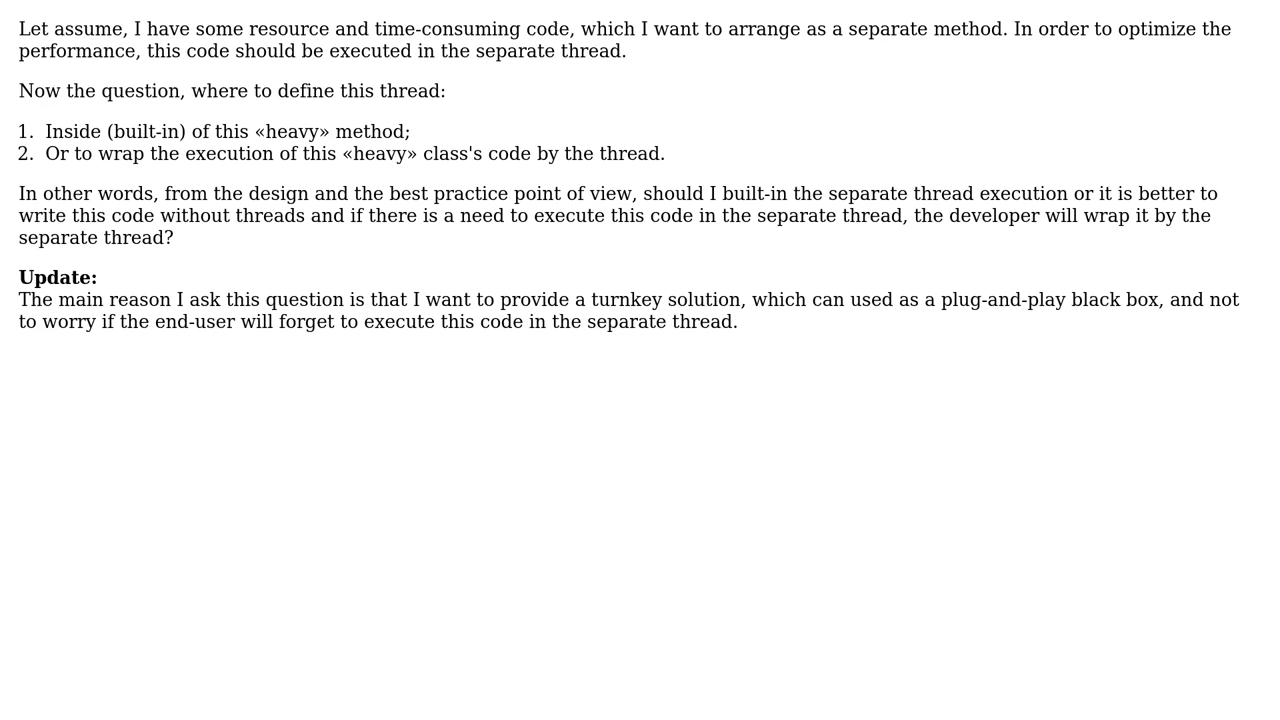 Let assume, I have some resource and time-consuming code, which I want to arrange as a separate method. In order to optimize the
performance, this code should be executed in the separate thread.
Now the question, where to define this thread:
1. Inside (built-in) of this «heavy» method;
2. Or to wrap the execution of this «heavy» class's code by the thread.
In other words, from the design and the best practice point of view, should I built-in the separate thread execution or it is better to
write this code without threads and if there is a need to execute this code in the separate thread, the developer will wrap it by the
separate thread?
Update:
The main reason I ask this question is that I want to provide a turnkey solution, which can used as a plug-and-play black box, and not
to worry if the end-user will forget to execute this code in the separate thread.